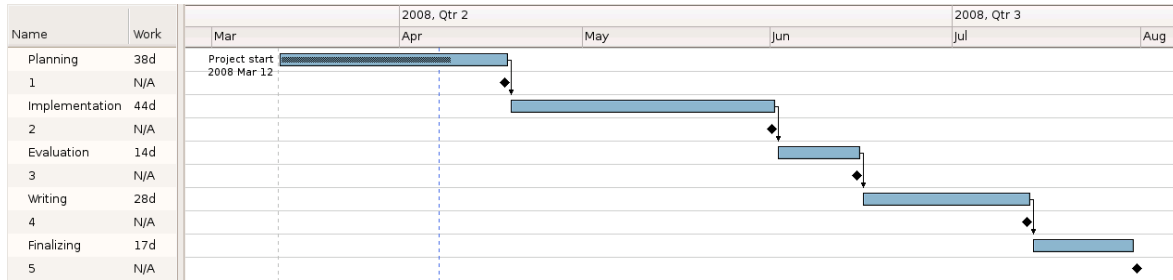 2008, Qtr 2 2008, Qtr 3
Name Work Mar Apr May Jun Jul Aug
Planning 38d Project start
2008 Mar 12
1 N/A
Implementation 44d
2 N/A
Evaluation 14d
3 N/A
Writing 28d
4 N/A
Finalizing 17d
5 N/A